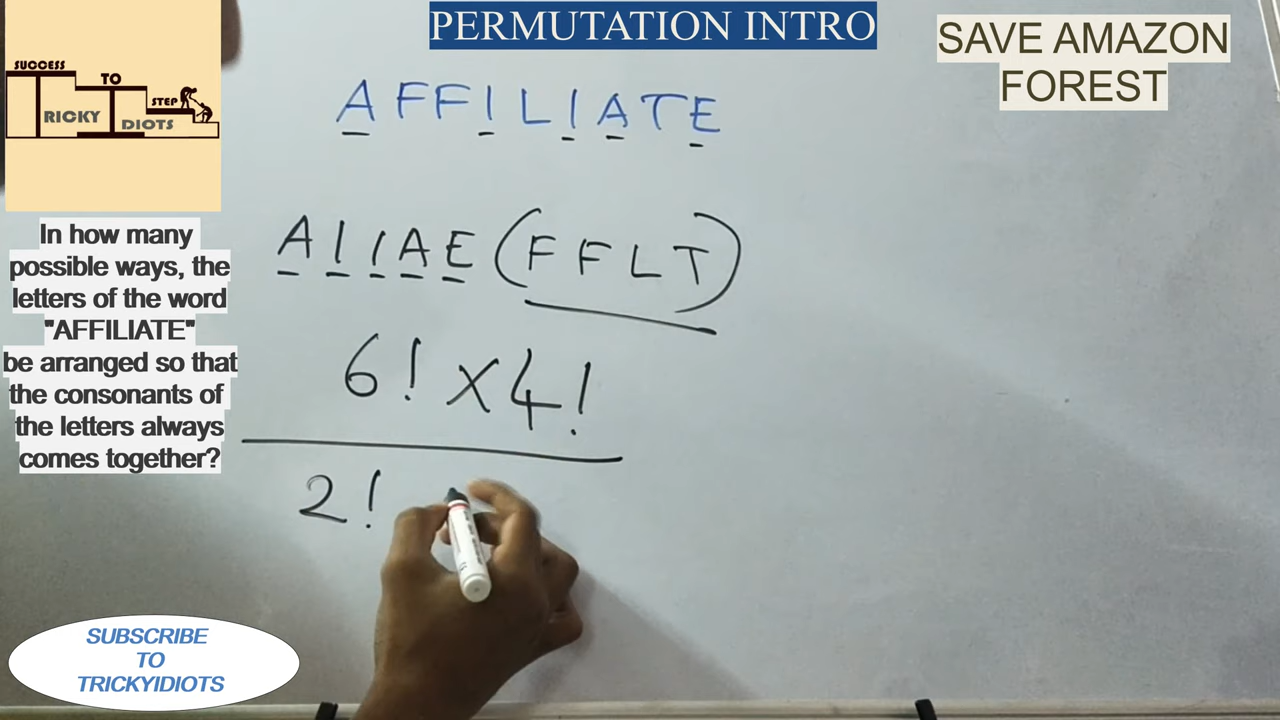 PERMUTATION INTRO
SAVE AMAZON
FOREST
SUCCESS
TO
STEP
RICKY
DIOTS
AFFILIATE
In how many
possible ways, the
letters of the word
"AFFILIATE"
be arranged so that
the consonants of
the letters always
comes together?
AIIAE (FFLT)
6! x 4!
2!
SUBSCRIBE
TO
TRICKYIDIOTS